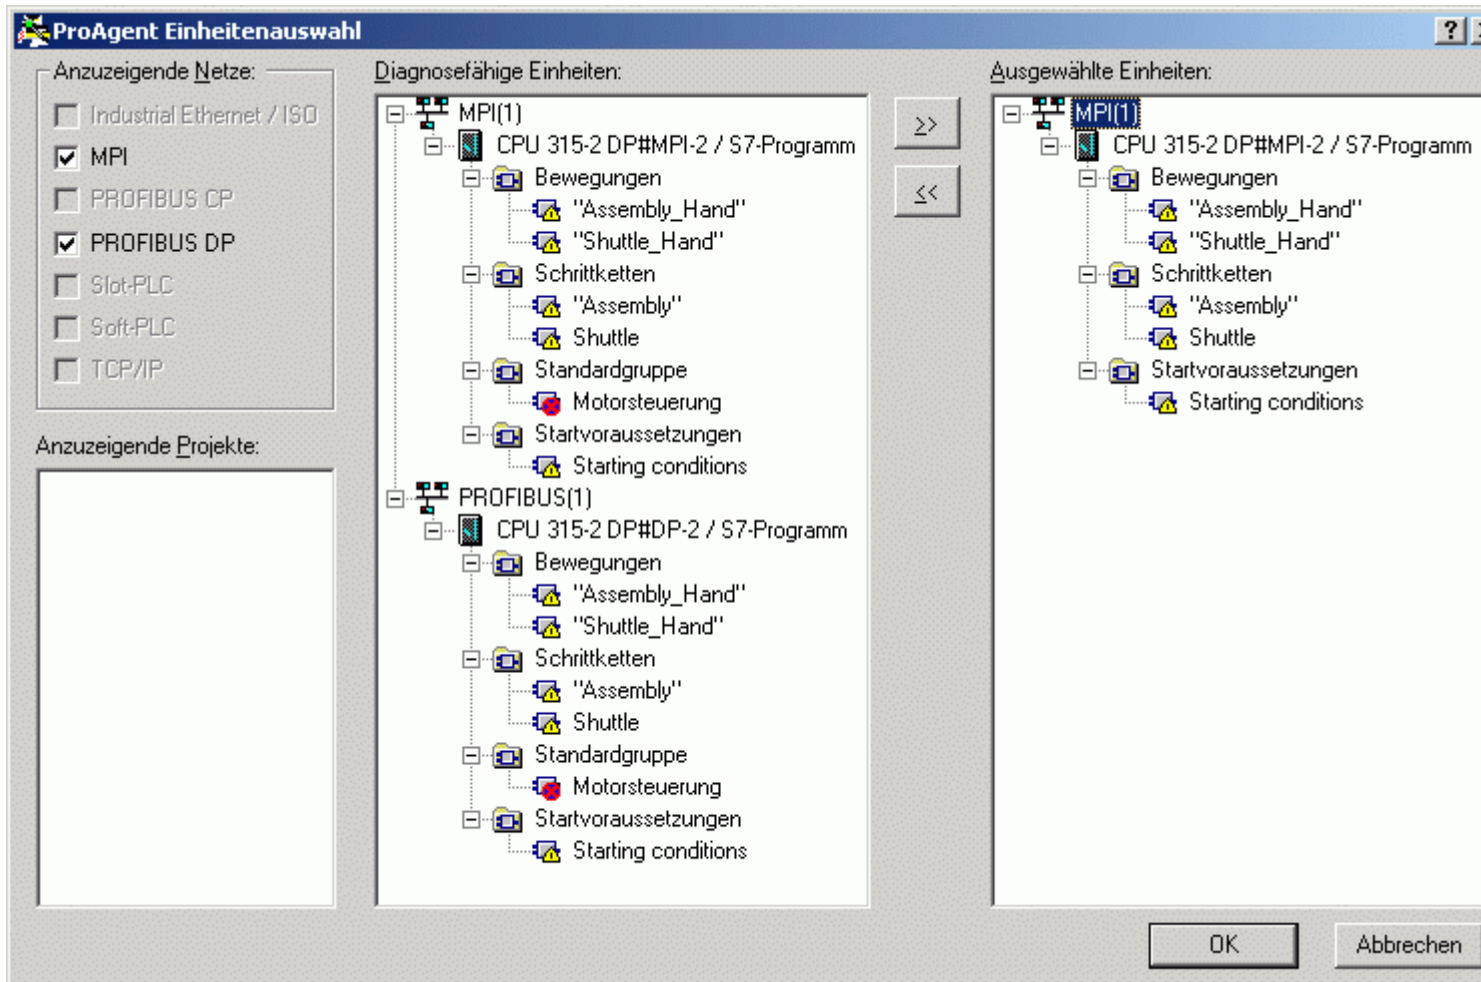 ProAgent Einheitenauswahl
Anzuzeigende Netze:
Industrial Ethernet / ISO
MPI
PROFIBUS CP
PROFIBUS DP
Slot-PLC
Soft-PLC
TCP/IP
Anzuzeigende Projekte:
Diagnosefähige Einheiten:
MPI(1)
CPU 315-2 DP#MPI-2 / S7-Programm
Bewegungen
"Assembly_Hand"
"Shuttle_Hand"
Schrittketten
"Assembly"
Shuttle
Standardgruppe
Motorsteuerung
Startvoraussetzungen
Starting conditions
PROFIBUS(1)
CPU 315-2 DP#DP-2 / S7-Programm
Bewegungen
"Assembly_Hand"
"Shuttle_Hand"
Schrittketten
"Assembly"
Shuttle
Standardgruppe
Motorsteuerung
Startvoraussetzungen
Starting conditions
>>
<<
Ausgewählte Einheiten:
MPI(1)
CPU 315-2 DP#MPI-2 / S7-Programm
Bewegungen
"Assembly_Hand"
"Shuttle_Hand"
Schrittketten
"Assembly"
Shuttle
Startvoraussetzungen
Starting conditions
OK
Abbrechen